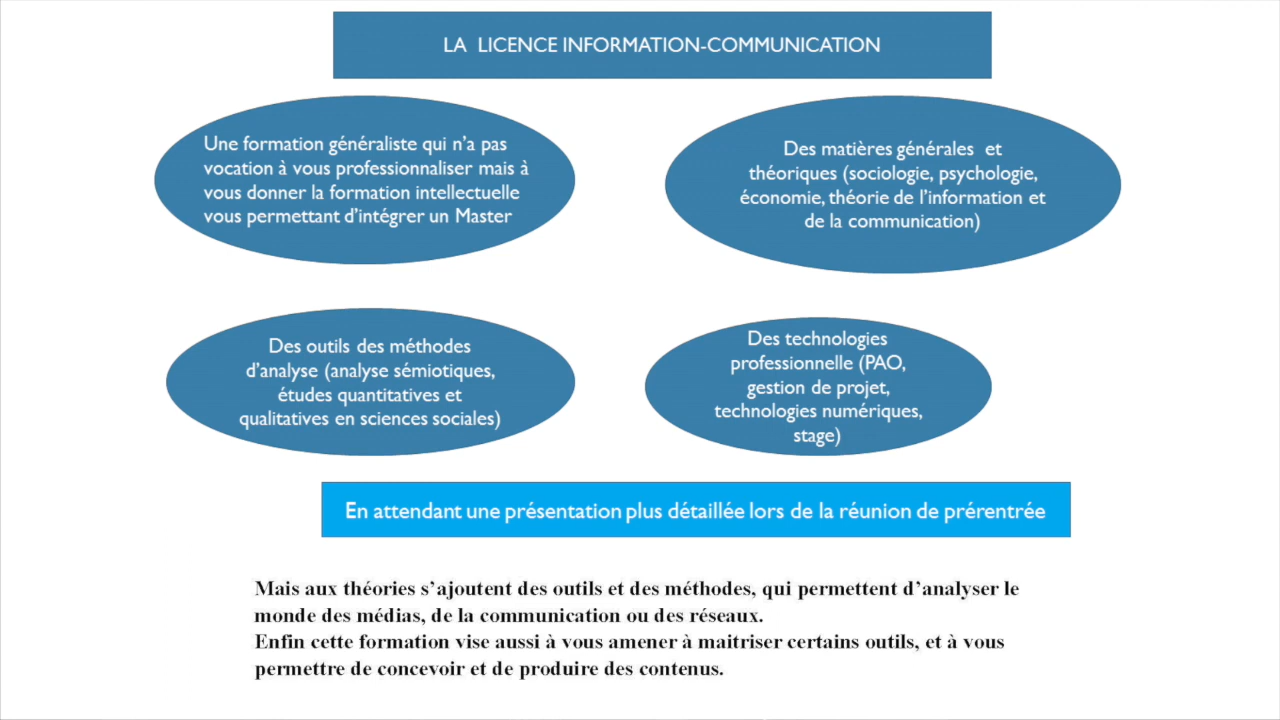 LA LICENCE INFORMATION-COMMUNICATION
Une formation généraliste qui n’a pas
vocation à vous professionnaliser mais à
vous donner la formation intellectuelle
vous permettant d’intégrer un Master
Des matières générales et
théoriques (sociologie, psychologie,
économie, théorie de l’information et
de la communication)
Des outils des méthodes
d’analyse (analyse sémiotiques,
études quantitatives et
qualitatives en sciences sociales)
Des technologies
professionnelle (PAO,
gestion de projet,
technologies numériques,
stage)
En attendant une présentation plus détaillée lors de la réunion de prérentrée
Mais aux théories s’ajoutent des outils et des méthodes, qui permettent d’analyser le
monde des médias, de la communication ou des réseaux.
Enfin cette formation vise aussi à vous amener à maitriser certains outils, et à vous
permettre de concevoir et de produire des contenus.